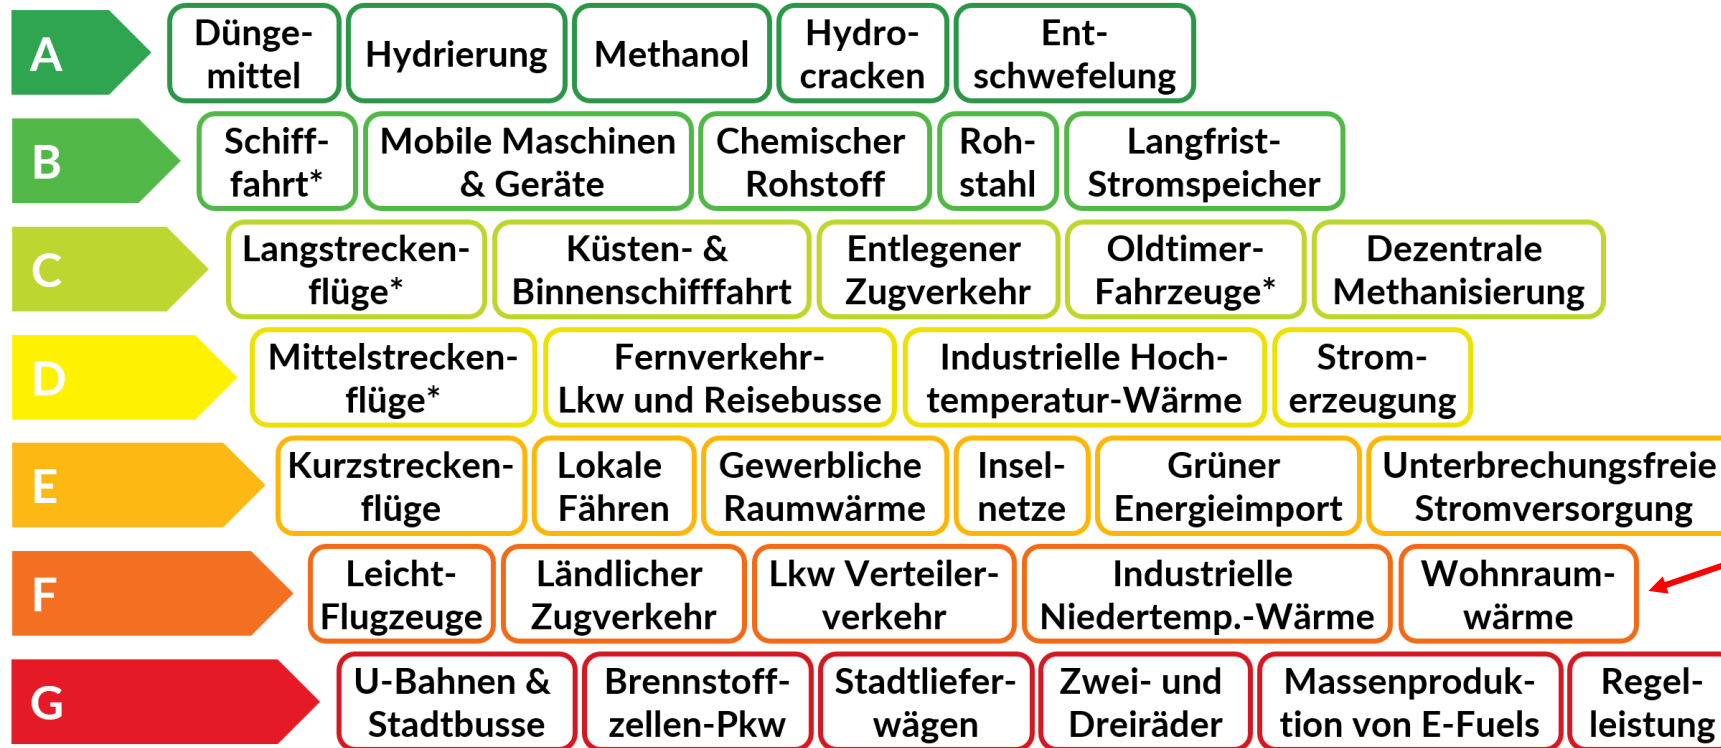 A
Dünge-
mittel
Hydrierung
Methanol
Hydro-
cracken
Ent-
schwefelung
B
Schiff-
fahrt*
Mobile Maschinen
& Geräte
Chemischer
Rohstoff
Roh-
stahl
Langfrist-
Stromspeicher
C
Langstrecken-
flüge*
Küsten- &
Binnenschifffahrt
Entlegener
Zugverkehr
Oldtimer-
Fahrzeuge*
Dezentrale
Methanisierung
D
Mittelstrecken-
flüge*
Fernverkehr-
Lkw und Reisebusse
Industrielle Hoch-
temperatur-Wärme
Strom-
erzeugung
E
Kurzstrecken-
flüge
Lokale
Fähren
Gewerbliche
Raumwärme
Insel-
netze
Grüner
Energieimport
Unterbrechungsfreie
Stromversorgung
F
Leicht-
Flugzeuge
Ländlicher
Zugverkehr
Lkw Verteiler-
verkehr
Industrielle
Niedertemp.-Wärme
Wohnraum-
wärme
G
U-Bahnen &
Stadtbusse
Brennstoff-
zellen-Pkw
Stadtliefer-
wägen
Zwei- und
Dreiräder
Massenproduk-
tion von E-Fuels
Regel-
leistung